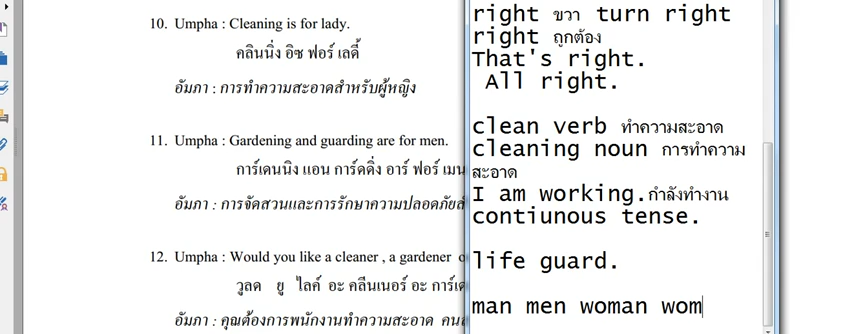 10. Umpha : Cleaning is for lady.
คลินนิ่ง อิซ ฟอร์ เลดี้
อัมภา : การทำความสะอาดสำหรับผู้หญิง
11. Umpha : Gardening and guarding are for men.
การ์เดนนิง แอน การ์ดดิ่ง อาร์ ฟอร์ เมน
อัมภา : การจัดสวนและการรักษาความปลอดภัยสำ
12. Umpha : Would you like a cleaner , a gardener
วูลด ยู ไลค์ อะ คลีนเนอร์ อะ การ์เด
อัมภา : คุณต้องการพนักงานทำความสะอาด คนส
right ขวา turn right
right ถูกต้อง
That's right.
All right.
clean verb ทำความสะอาด
cleaning noun การทำความ
สะอาด
I am working.กำลังทำงาน
contiunous tense.
life guard.
man men woman wom